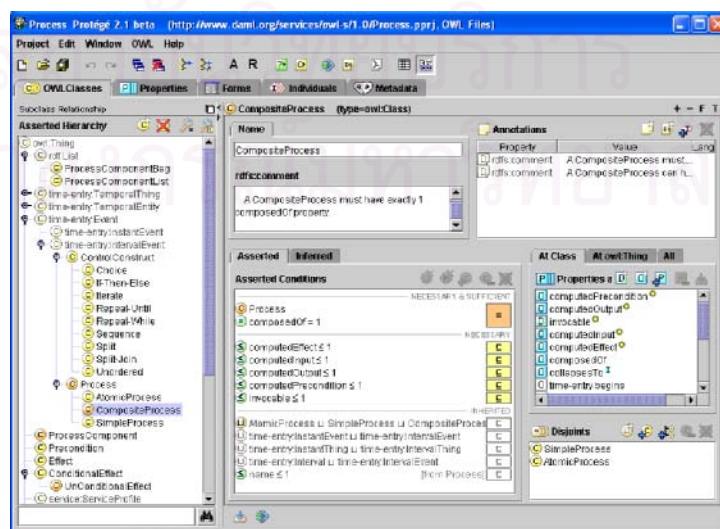 Process Protégé 2.1 beta (http://www.daml.org/services/owl-s/1.0/Process.pprj, OWL Files)
Project Edit Window OWL Help
OWLClasses Properties Forms Individuals Metadata
Subclass Relationship
Asserted Hierarchy
owl:Thing
rdf:List
ProcessComponentBag
ProcessComponentList
time-entry:TemporalThing
time-entry:TemporalEntity
time-entry:Event
time-entry:InstantEvent
time-entry:IntervalEvent
ControlConstruct
Choice
If-Then-Else
Iterate
Repeat-Until
Repeat-While
Sequence
Split
Split-Join
Unordered
Process
AtomicProcess
CompositeProcess
SimpleProcess
ProcessComponent
Precondition
Effect
ConditionalEffect
UnConditionalEffect
service:ServiceProfile
CompositeProcess (type=owl:Class)
+ − F T
Name
CompositeProcess
rdfs:comment
A CompositeProcess must have exactly 1
composedOf property.
Annotations
Property Value Lang
rdfs:comment A CompositeProcess must...
rdfs:comment A CompositeProcess can h...
Asserted Inferred
Asserted Conditions
NECESSARY & SUFFICIENT
Process
composedOf = 1
NECESSARY
computedEffect ≤ 1
computedInput ≤ 1
computedOutput ≤ 1
computedPrecondition ≤ 1
invocable ≤ 1
INHERITED
AtomicProcess ⊔ SimpleProcess ⊔ CompositeProces
time-entry:InstantEvent ⊔ time-entry:IntervalEvent
time-entry:InstantThing ⊔ time-entry:IntervalThing
time-entry:Interval ⊔ time-entry:IntervalEvent
name ≤ 1 [from Process]
At Class At owl:Thing All
Properties
computedPrecondition
computedOutput
invocable
computedInput
computedEffect
composedOf
collapsesTo
time-entry:begins
Disjoints
SimpleProcess
AtomicProcess